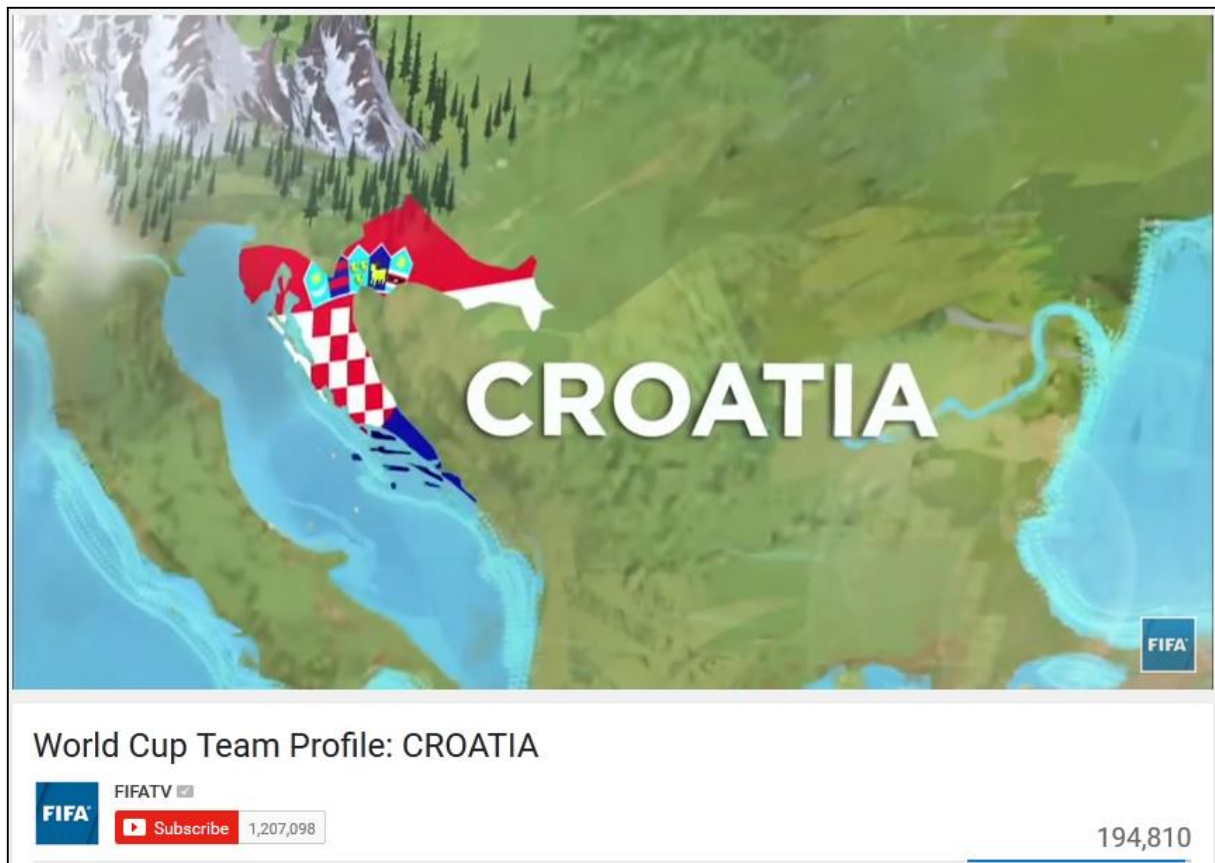 CROATIA
FIFA
World Cup Team Profile: CROATIA
FIFATV
FIFA
Subscribe 1,207,098
194,810